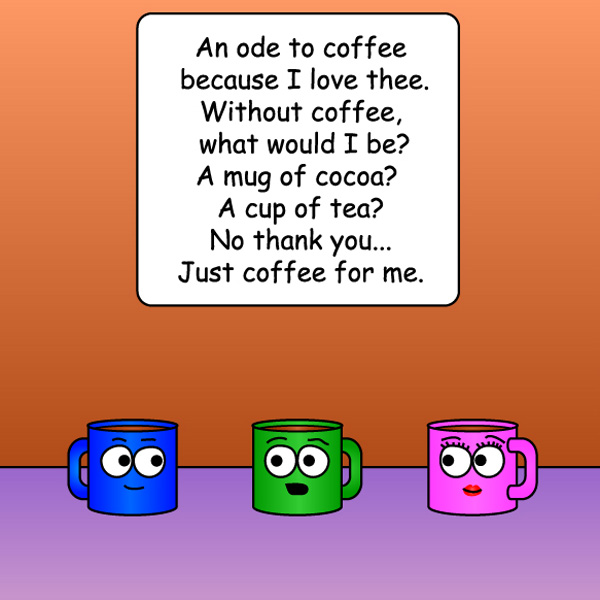 An ode to coffee
because I love thee.
Without coffee,
what would I be?
A mug of cocoa?
A cup of tea?
No thank you...
Just coffee for me.